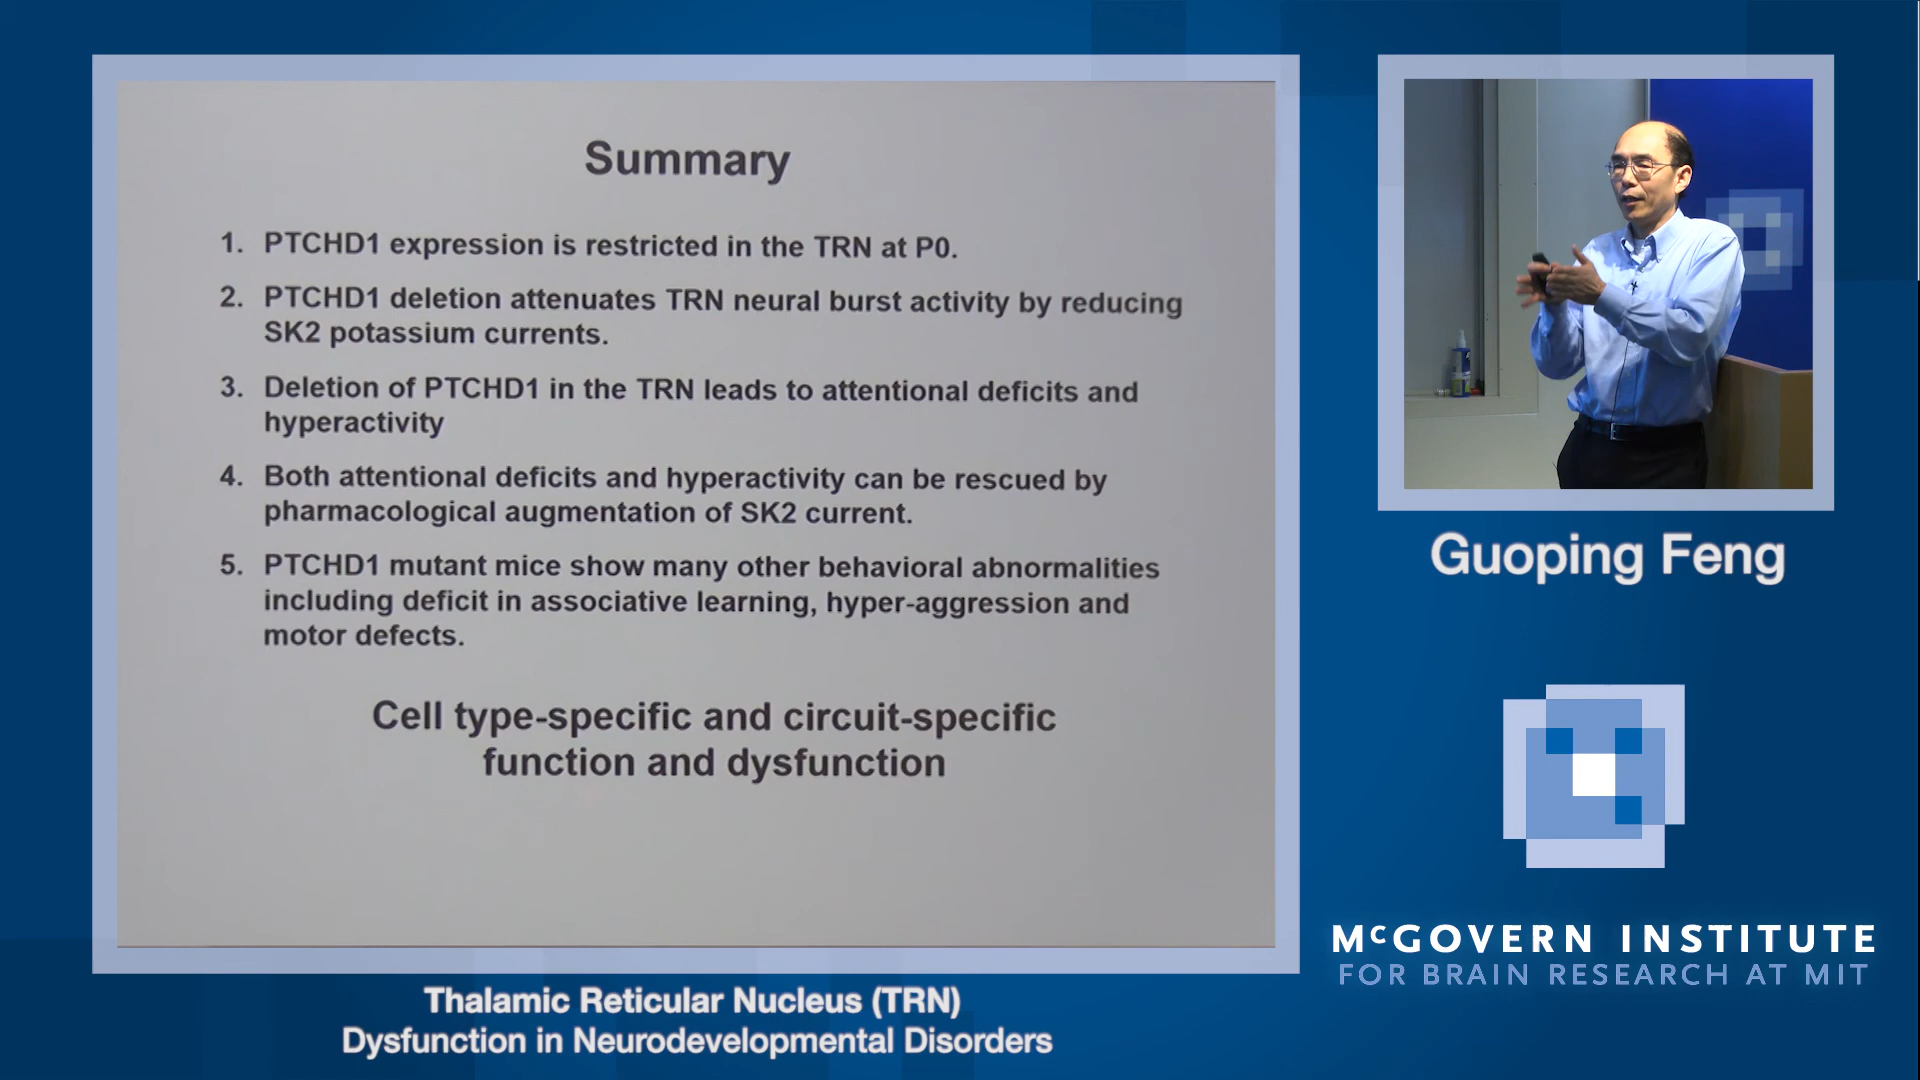 Summary
1. PTCHD1 expression is restricted in the TRN at P0.
2. PTCHD1 deletion attenuates TRN neural burst activity by reducing
SK2 potassium currents.
3. Deletion of PTCHD1 in the TRN leads to attentional deficits and
hyperactivity
4. Both attentional deficits and hyperactivity can be rescued by
pharmacological augmentation of SK2 current.
5. PTCHD1 mutant mice show many other behavioral abnormalities
including deficit in associative learning, hyper-aggression and
motor defects.
Cell type-specific and circuit-specific
function and dysfunction
Thalamic Reticular Nucleus (TRN)
Dysfunction in Neurodevelopmental Disorders
Guoping Feng
McGOVERN INSTITUTE
FOR BRAIN RESEARCH AT MIT